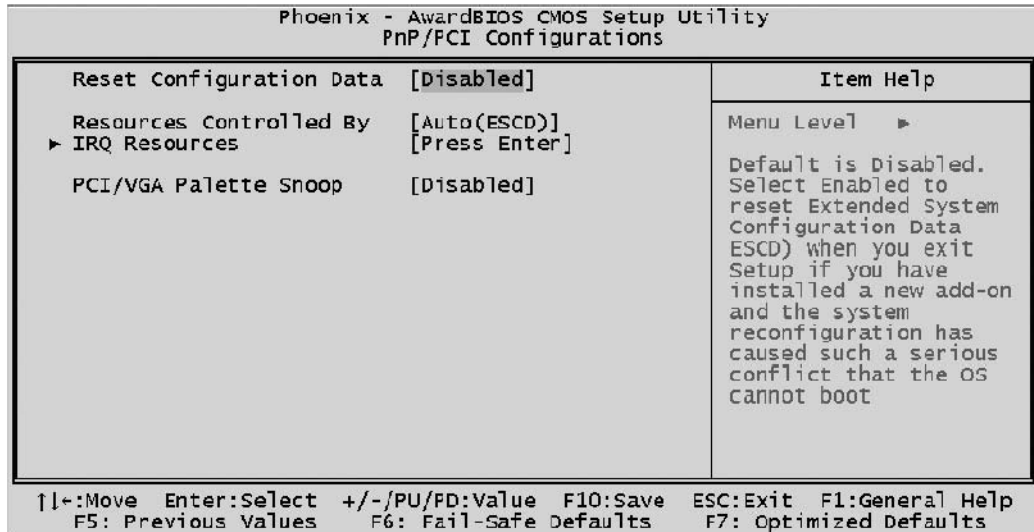 Phoenix - AwardBIOS CMOS Setup Utility
PnP/PCI Configurations
Reset Configuration Data [Disabled]
Resources Controlled By [Auto(ESCD)]
► IRQ Resources [Press Enter]
PCI/VGA Palette Snoop [Disabled]
Item Help
Menu Level ►
Default is Disabled.
Select Enabled to
reset Extended System
Configuration Data
ESCD) when you exit
Setup if you have
installed a new add-on
and the system
reconfiguration has
caused such a serious
conflict that the OS
cannot boot
↑↓←:Move Enter:Select +/-/PU/PD:Value F10:Save ESC:Exit F1:General Help
F5: Previous Values F6: Fail-Safe Defaults F7: Optimized Defaults